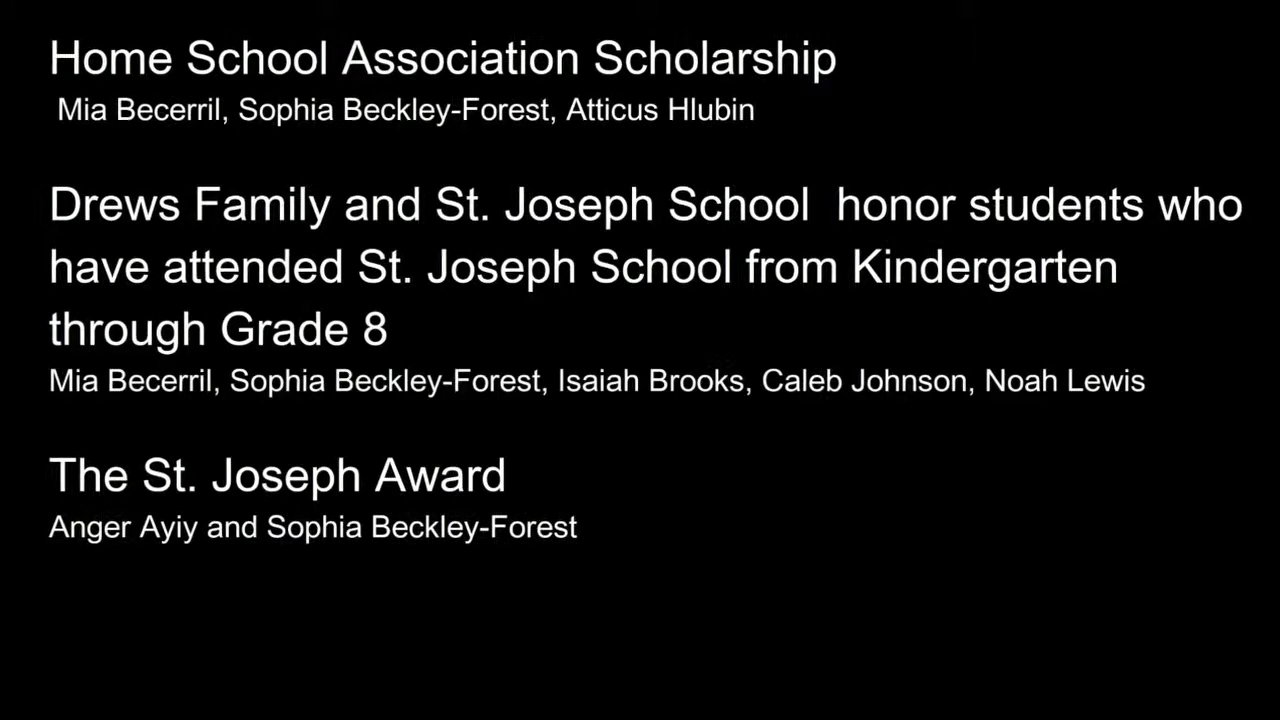 Home School Association Scholarship
Mia Becerril, Sophia Beckley-Forest, Atticus Hlubin
Drews Family and St. Joseph School  honor students who
have attended St. Joseph School from Kindergarten
through Grade 8
Mia Becerril, Sophia Beckley-Forest, Isaiah Brooks, Caleb Johnson, Noah Lewis
The St. Joseph Award
Anger Ayiy and Sophia Beckley-Forest